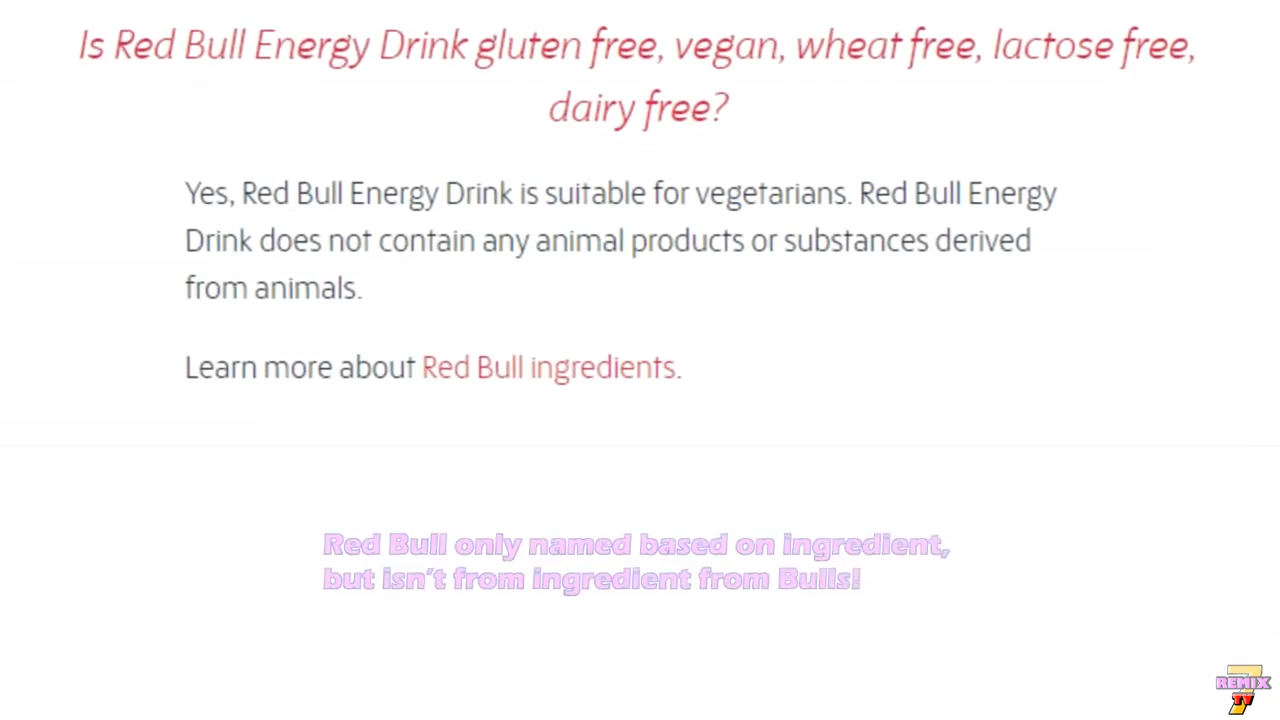 Is Red Bull Energy Drink gluten free, vegan, wheat free, lactose free,
dairy free?
Yes, Red Bull Energy Drink is suitable for vegetarians. Red Bull Energy
Drink does not contain any animal products or substances derived
from animals.
Learn more about Red Bull ingredients.
Red Bull only named based on ingredient,
but isn't from ingredient from Bulls!
7
REMIX
TV